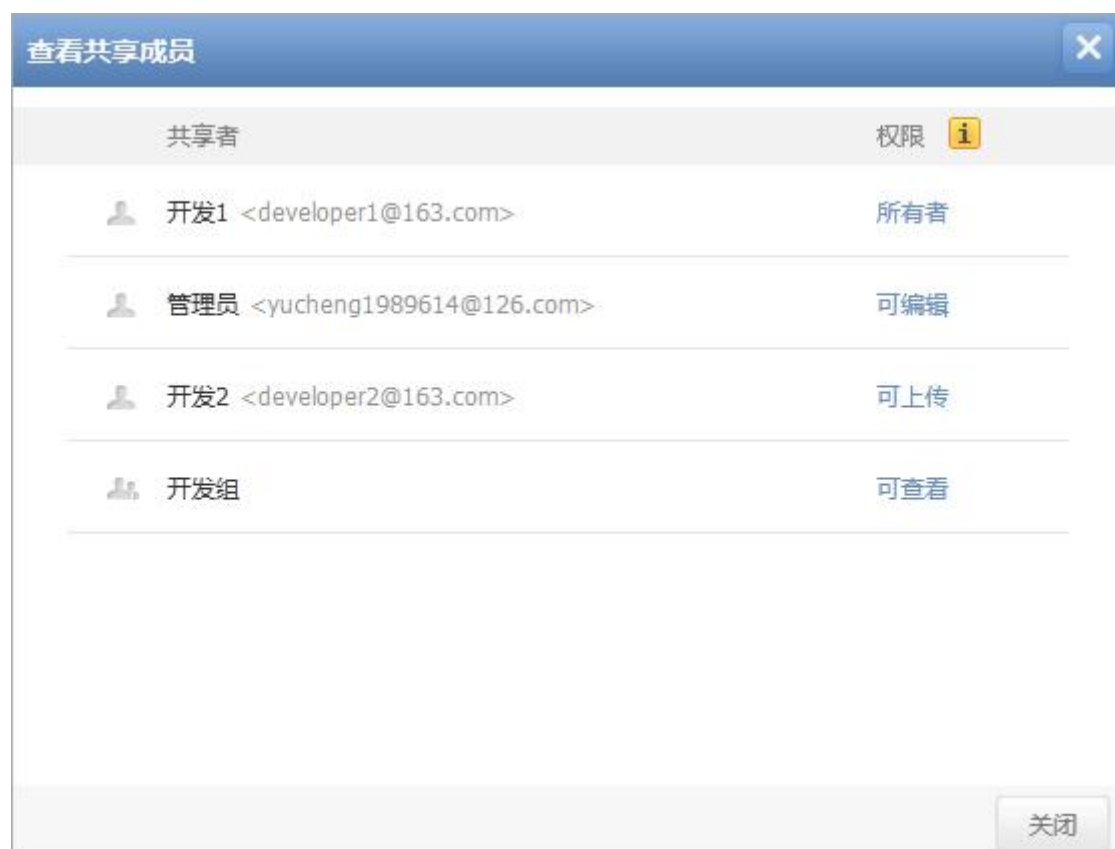 查看共享成员
共享者 权限
开发1 <developer1@163.com> 所有者
管理员 <yucheng1989614@126.com> 可编辑
开发2 <developer2@163.com> 可上传
开发组 可查看
关闭